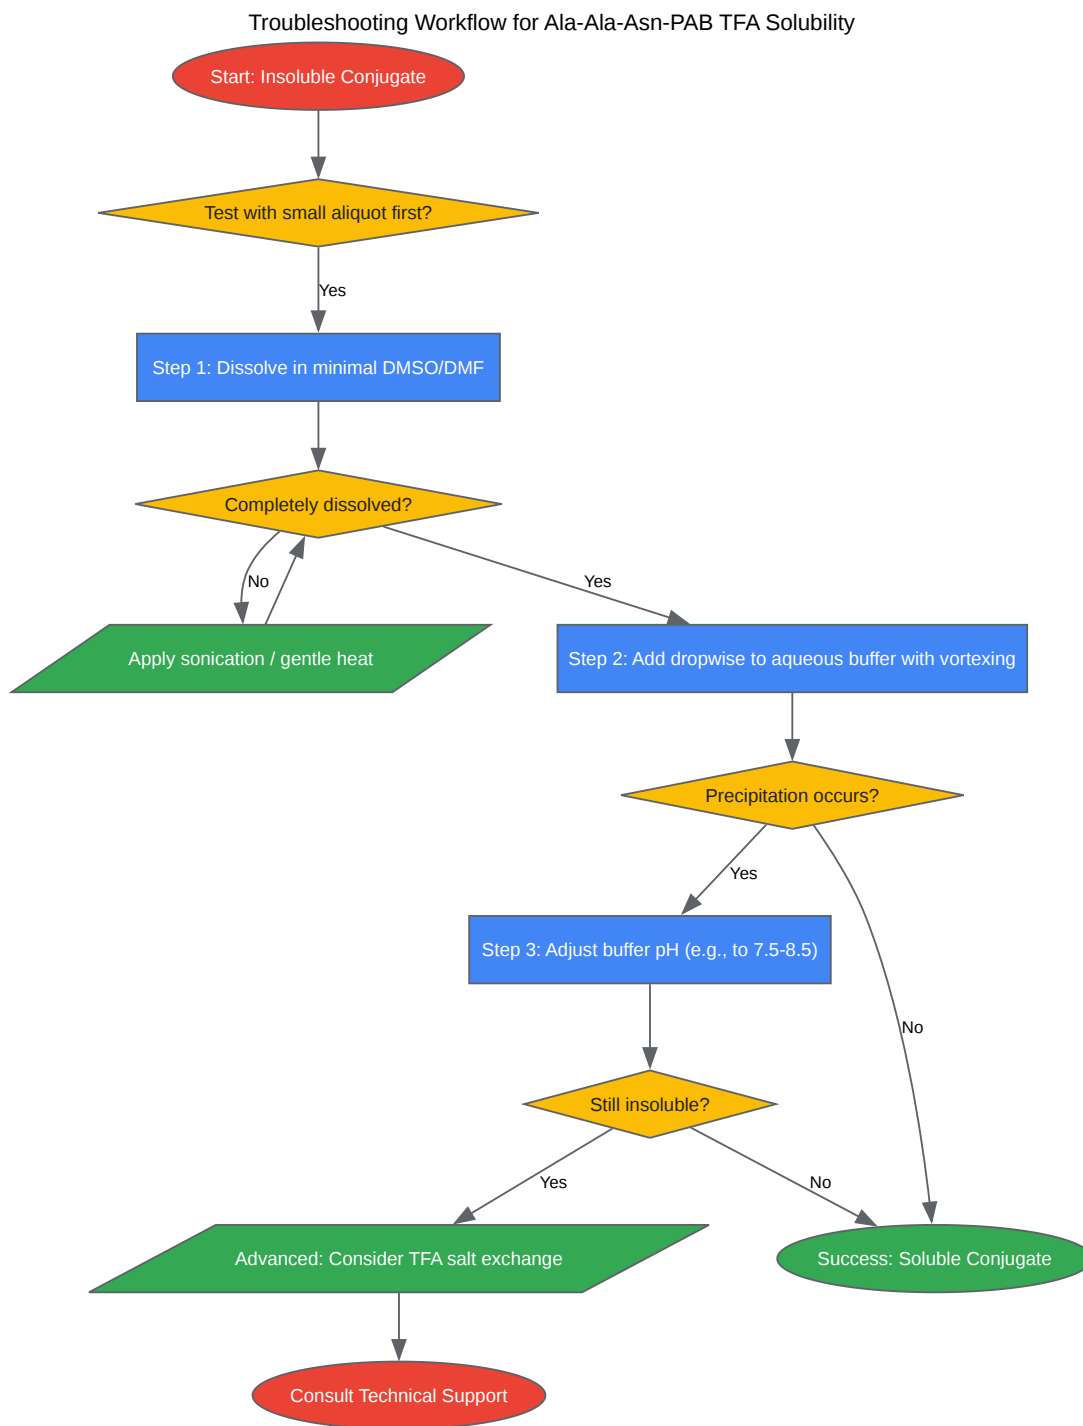 Troubleshooting Workflow for Ala-Ala-Asn-PAB TFA Solubility
Start: Insoluble Conjugate
Test with small aliquot first?
Yes
Step 1: Dissolve in minimal DMSO/DMF
Completely dissolved?
No
Yes
Apply sonication / gentle heat
Step 2: Add dropwise to aqueous buffer with vortexing
Precipitation occurs?
Yes
Step 3: Adjust buffer pH (e.g., to 7.5-8.5)
No
Still insoluble?
Yes
No
Advanced: Consider TFA salt exchange
Success: Soluble Conjugate
Consult Technical Support